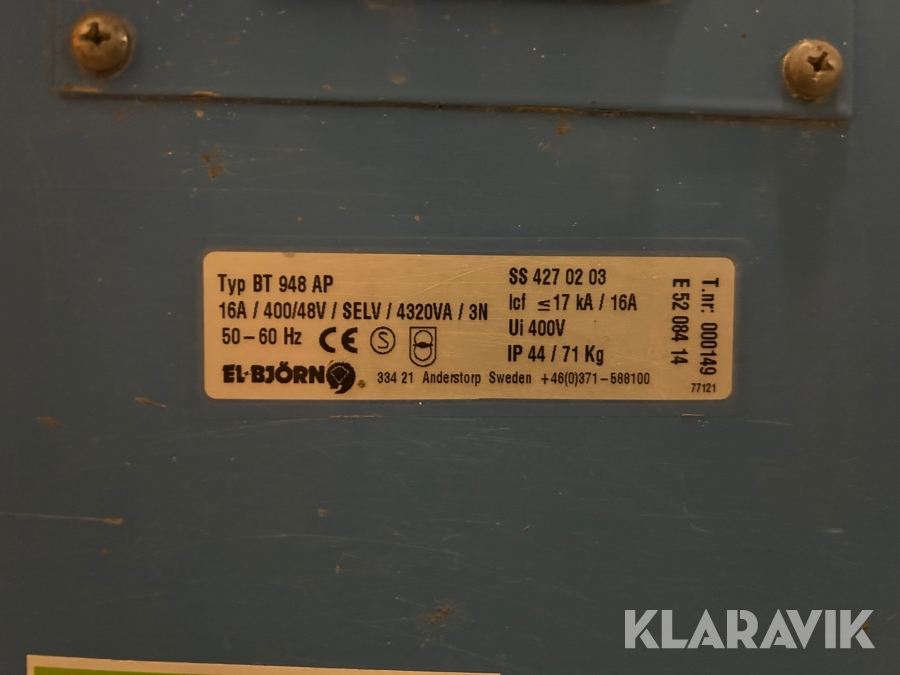 Typ BT 948 AP
16A / 400/48V / SELV / 4320VA / 3N
50–60 Hz CE S
EL-BJÖRN ®
SS 427 02 03
Icf ≤17 kA / 16A
Ui 400V
IP 44 / 71 Kg
334 21 Anderstorp Sweden +46(0)371-588100
T.nr: 000149
E 52 084 14
77121
KLARAVIK